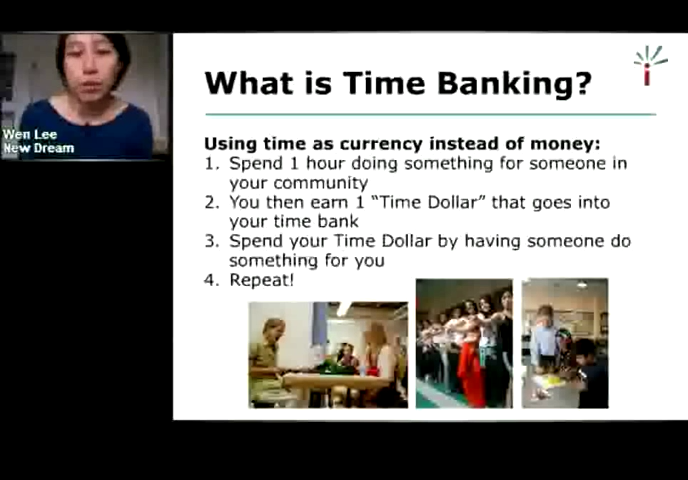 Wen Lee
New Dream
What is Time Banking?
Using time as currency instead of money:
1. Spend 1 hour doing something for someone in
your community
2. You then earn 1 “Time Dollar” that goes into
your time bank
3. Spend your Time Dollar by having someone do
something for you
4. Repeat!